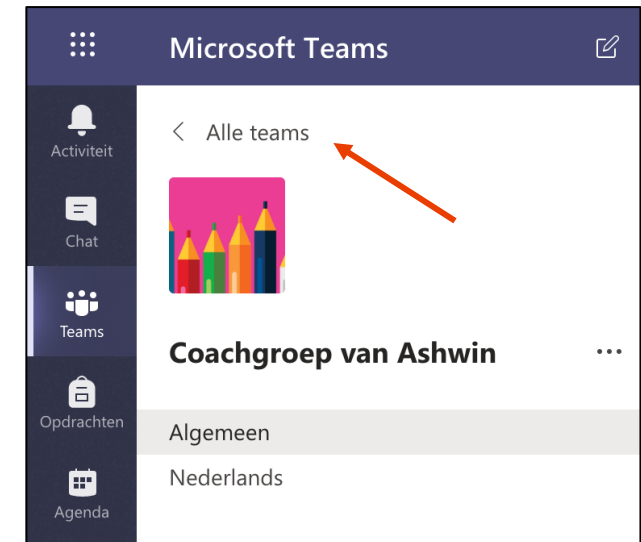 Microsoft Teams
Activiteit
Chat
Teams
Opdrachten
Agenda
Alle teams
Coachgroep van Ashwin
Algemeen
Nederlands